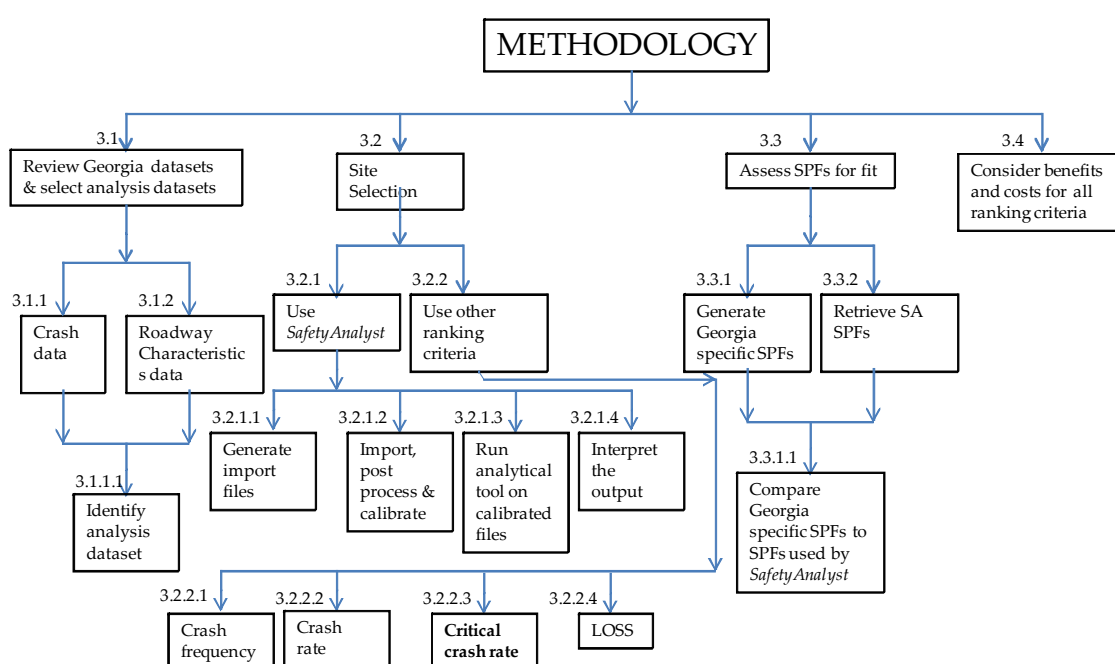 METHODOLOGY
3.1
Review Georgia datasets
& select analysis datasets
3.2
Site
Selection
3.3
Assess SPFs for fit
3.4
Consider benefits
and costs for all
ranking criteria
3.1.1
Crash
data
3.1.2
Roadway
Characteristic
s data
3.2.1
Use
SafetyAnalyst
3.2.2
Use other
ranking
criteria
3.3.1
Generate
Georgia
specific SPFs
3.3.2
Retrieve SA
SPFs
3.1.1.1
Identify
analysis
dataset
3.2.1.1
Generate
import
files
3.2.1.2
Import,
post
process &
calibrate
3.2.1.3
Run
analytical
tool on
calibrated
files
3.2.1.4
Interpret
the
output
3.3.1.1
Compare
Georgia
specific SPFs to
SPFs used by
SafetyAnalyst
3.2.2.1
Crash
frequency
3.2.2.2
Crash
rate
3.2.2.3
Critical
crash rate
3.2.2.4
LOSS